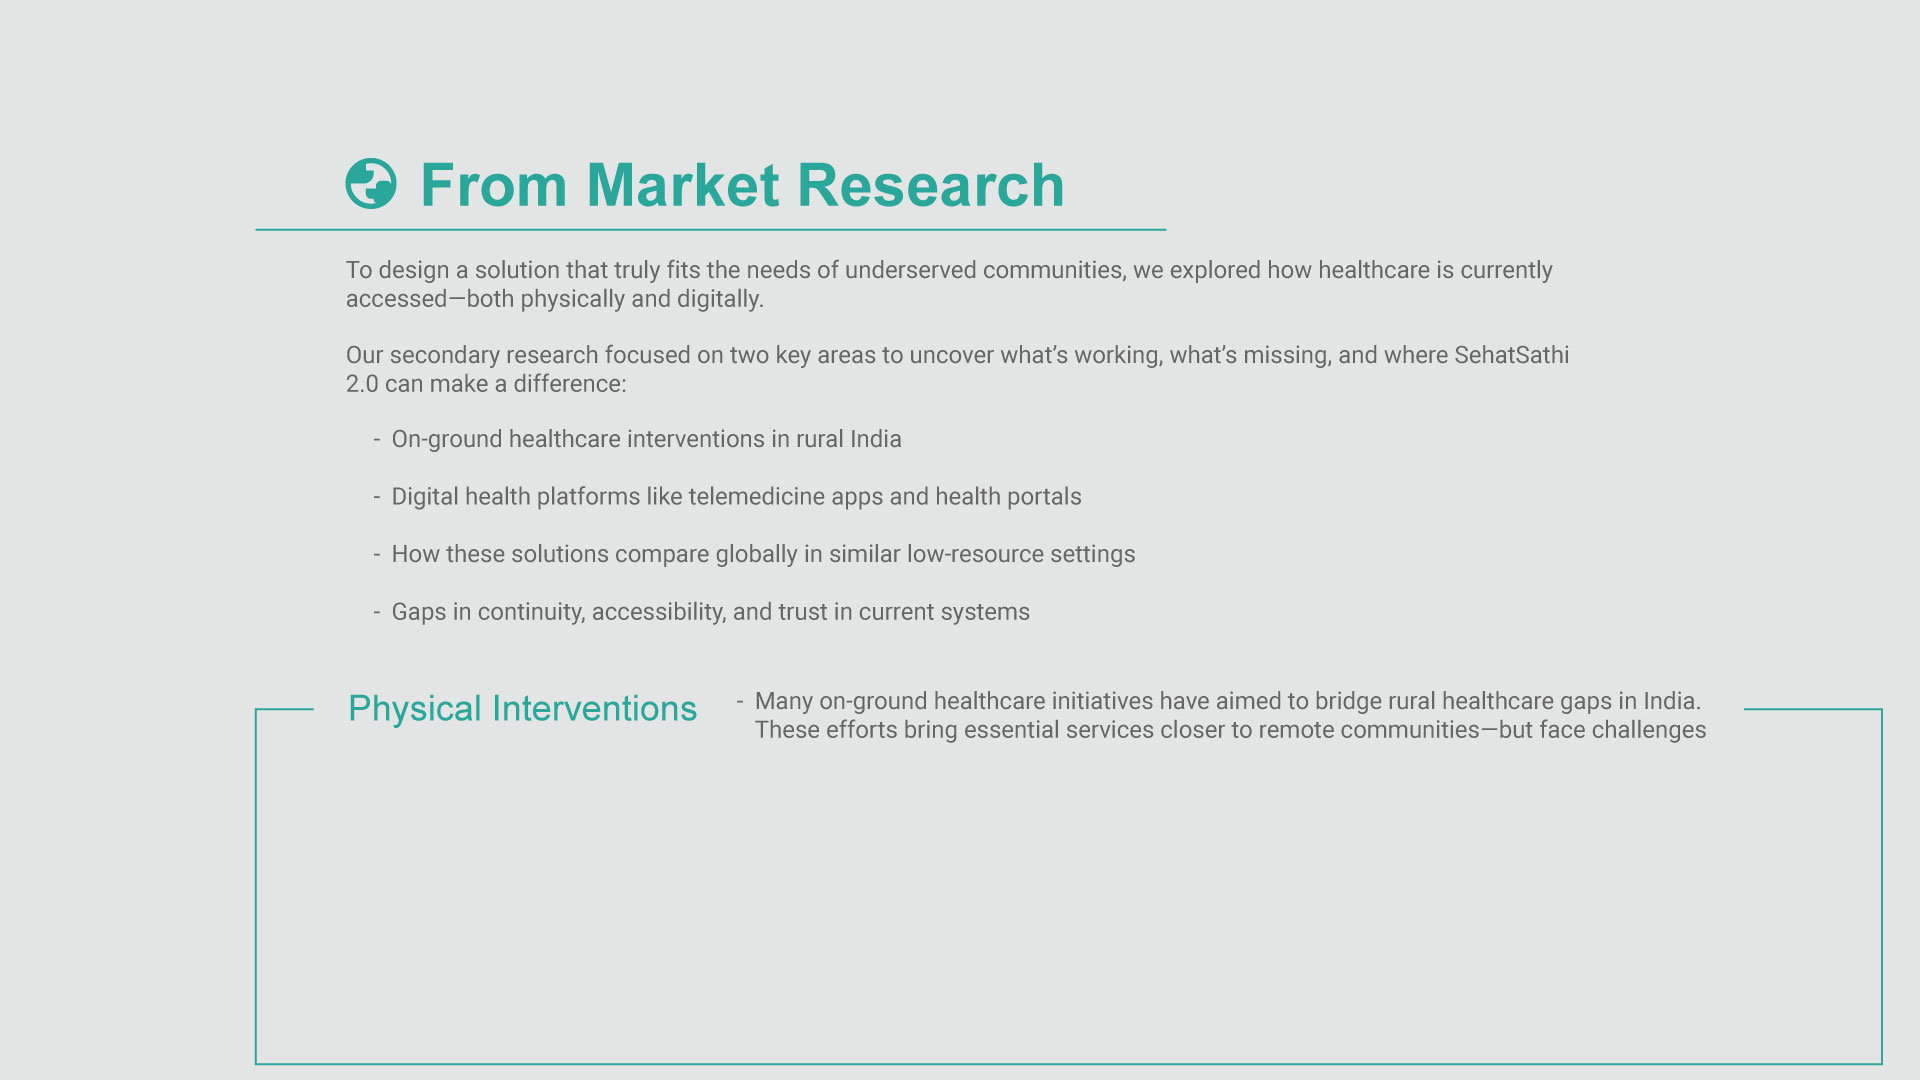 From Market Research
To design a solution that truly fits the needs of underserved communities, we explored how healthcare is currently
accessed—both physically and digitally.
Our secondary research focused on two key areas to uncover what’s working, what’s missing, and where SehatSathi
2.0 can make a difference:
- On-ground healthcare interventions in rural India
- Digital health platforms like telemedicine apps and health portals
- How these solutions compare globally in similar low-resource settings
- Gaps in continuity, accessibility, and trust in current systems
Physical Interventions
- Many on-ground healthcare initiatives have aimed to bridge rural healthcare gaps in India.
These efforts bring essential services closer to remote communities—but face challenges